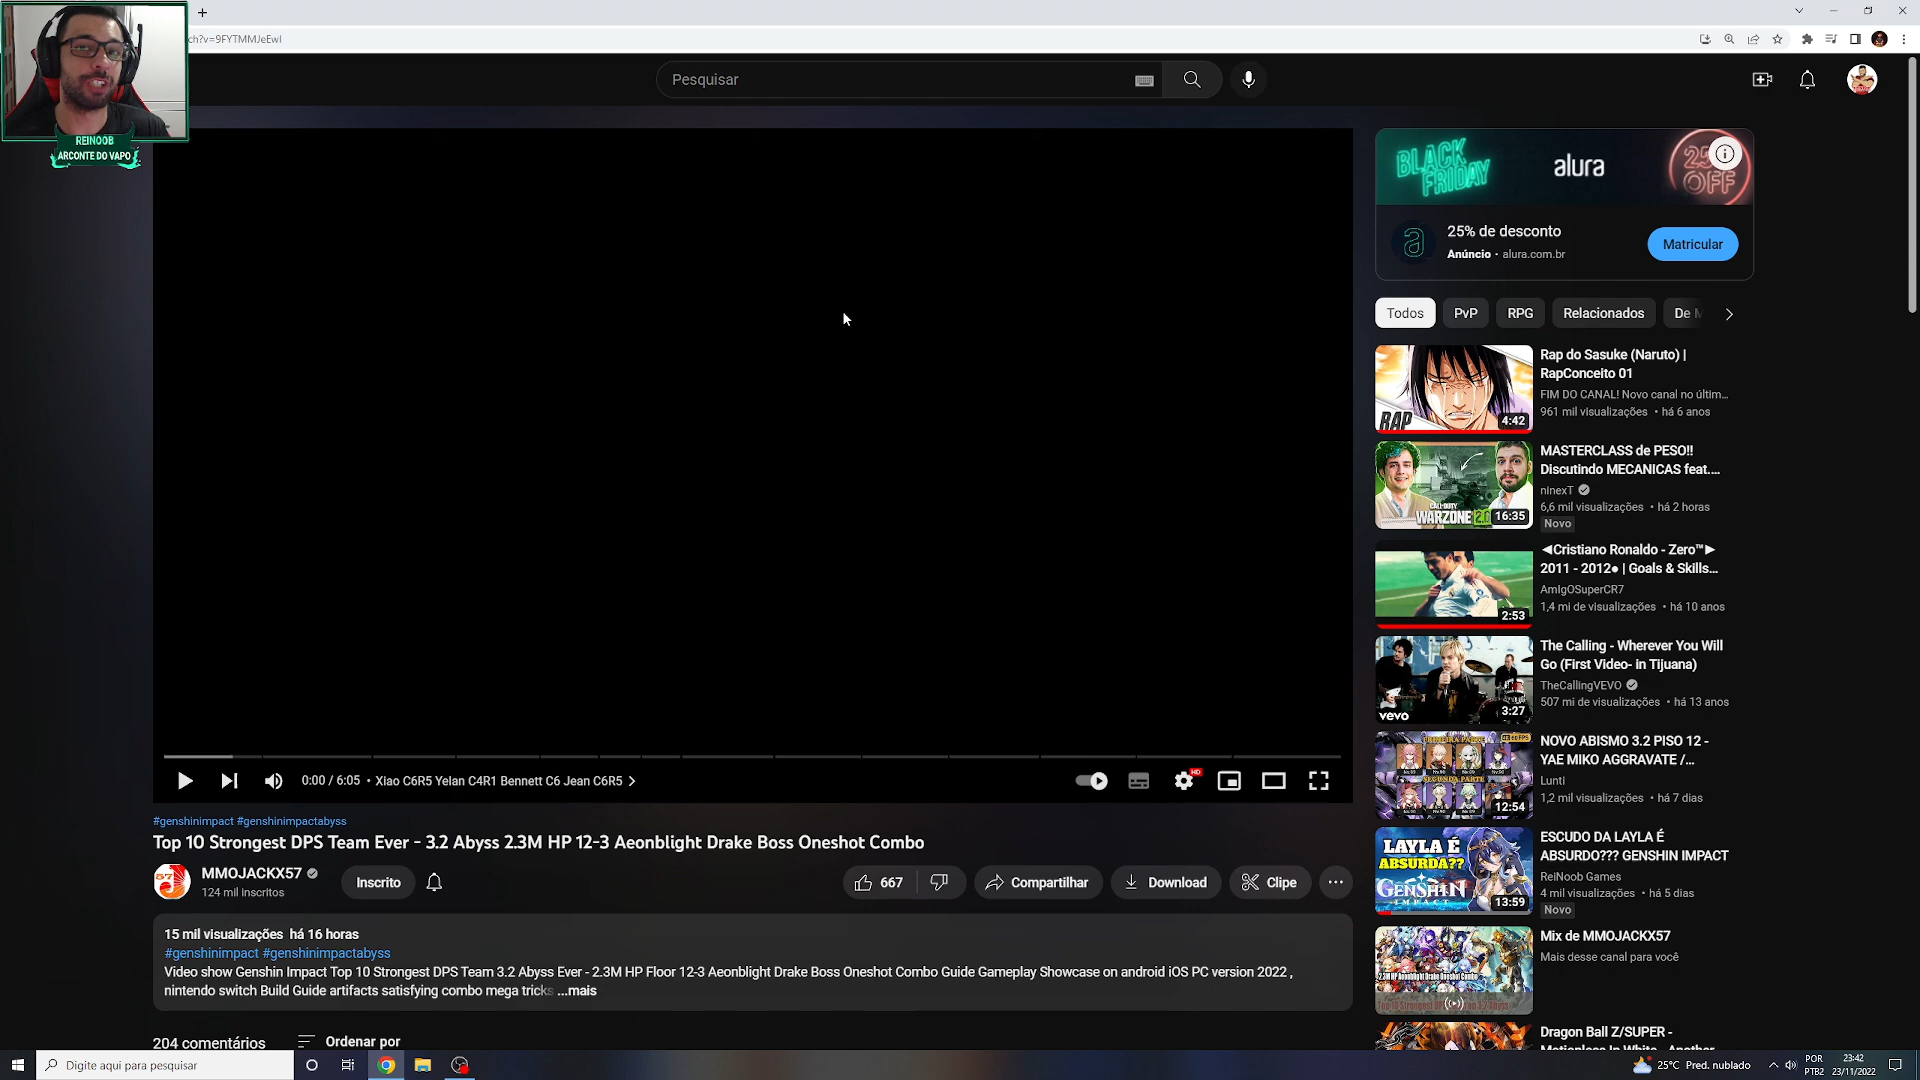 ch?v=9FYTMMJeEwI
REINOOB
ARCONTE DO VAPO
Pesquisar
BLACK FRIDAY
alura
25% OFF
25% de desconto
Anúncio · alura.com.br
Matricular
Todos
PvP
RPG
Relacionados
De M
Rap do Sasuke (Naruto) |
RapConceito 01
FIM DO CANAL! Novo canal no últim...
961 mil visualizações • há 6 anos
RAP
4:42
MASTERCLASS de PESO!!
Discutindo MECANICAS feat....
ninexT
6,6 mil visualizações • há 2 horas
Novo
CALL OF DUTY
WARZONE 2.0
16:35
◄Cristiano Ronaldo - Zero™►
2011 - 2012● | Goals & Skills...
AmIgOSuperCR7
1,4 mi de visualizações • há 10 anos
2:53
The Calling - Wherever You Will
Go (First Video- in Tijuana)
TheCallingVEVO
507 mi de visualizações • há 13 anos
vevo
3:27
NOVO ABISMO 3.2 PISO 12 -
YAE MIKO AGGRAVATE /...
Lunti
1,2 mil visualizações • há 7 dias
PRIMEIRA PARTE
SEGUNDA PARTE
12:54
ESCUDO DA LAYLA É
ABSURDO??? GENSHIN IMPACT
ReiNoob Games
4 mil visualizações • há 5 dias
Novo
LAYLA É
ABSURDA??
GENSHIN
IMPACT
13:59
Mix de MMOJACKX57
Mais desse canal para você
Dragon Ball Z/SUPER -
0:00 / 6:05 • Xiao C6R5 Yelan C4R1 Bennett C6 Jean C6R5
HD
#genshinimpact #genshinimpactabyss
Top 10 Strongest DPS Team Ever - 3.2 Abyss 2.3M HP 12-3 Aeonblight Drake Boss Oneshot Combo
57
MMOJACKX57
124 mil inscritos
Inscrito
667
Compartilhar
Download
Clipe
15 mil visualizações há 16 horas
#genshinimpact #genshinimpactabyss
Video show Genshin Impact Top 10 Strongest DPS Team 3.2 Abyss Ever - 2.3M HP Floor 12-3 Aeonblight Drake Boss Oneshot Combo Guide Gameplay Showcase on android iOS PC version 2022 ,
nintendo switch Build Guide artifacts satisfying combo mega tricks ...mais
204 comentários
Ordenar por
Digite aqui para pesquisar
25°C Pred. nublado
POR
PTB2
23:42
23/11/2022